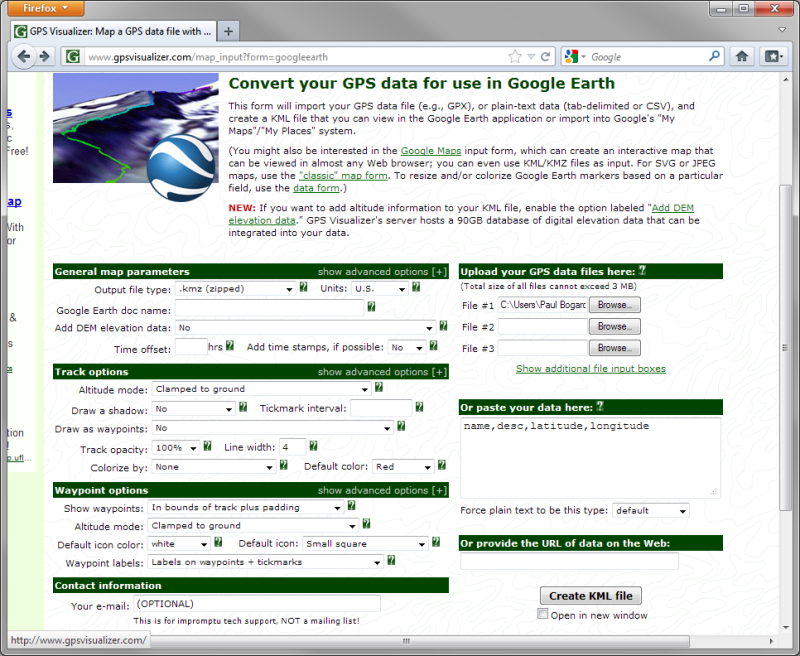 Firefox
GPS Visualizer: Map a GPS data file with ...
www.gpsvisualizer.com/map_input?form=googleearth
Google
Convert your GPS data for use in Google Earth
This form will import your GPS data file (e.g., GPX), or plain-text data (tab-delimited or CSV), and
create a KML file that you can view in the Google Earth application or import into Google's "My
Maps"/"My Places" system.
(You might also be interested in the Google Maps input form, which can create an interactive map that
can be viewed in almost any Web browser; you can even use KML/KMZ files as input. For SVG or JPEG
maps, use the "classic" map form. To resize and/or colorize Google Earth markers based on a particular
field, use the data form.)
NEW: If you want to add altitude information to your KML file, enable the option labeled "Add DEM
elevation data." GPS Visualizer's server hosts a 90GB database of digital elevation data that can be
integrated into your data.
s
s,
c
Free!
ap
With
or
&
s
tion
!
o ufl...
General map parameters show advanced options [+]
Output file type: .kmz (zipped) Units: U.S.
Google Earth doc name:
Add DEM elevation data: No
Time offset: hrs Add time stamps, if possible: No
Track options show advanced options [+]
Altitude mode: Clamped to ground
Draw a shadow: No Tickmark interval:
Draw as waypoints: No
Track opacity: 100% Line width: 4
Colorize by: None Default color: Red
Waypoint options show advanced options [+]
Show waypoints: In bounds of track plus padding
Altitude mode: Clamped to ground
Default icon color: white Default icon: Small square
Waypoint labels: Labels on waypoints + tickmarks
Contact information
Your e-mail: (OPTIONAL)
This is for impromptu tech support, NOT a mailing list!
Upload your GPS data files here: ?
(Total size of all files cannot exceed 3 MB)
File #1 C:\Users\Paul Bogard Browse...
File #2 Browse...
File #3 Browse...
Show additional file input boxes
Or paste your data here: ?
name,desc,latitude,longitude
Force plain text to be this type: default
Or provide the URL of data on the Web:
Create KML file
Open in new window
http://www.gpsvisualizer.com/